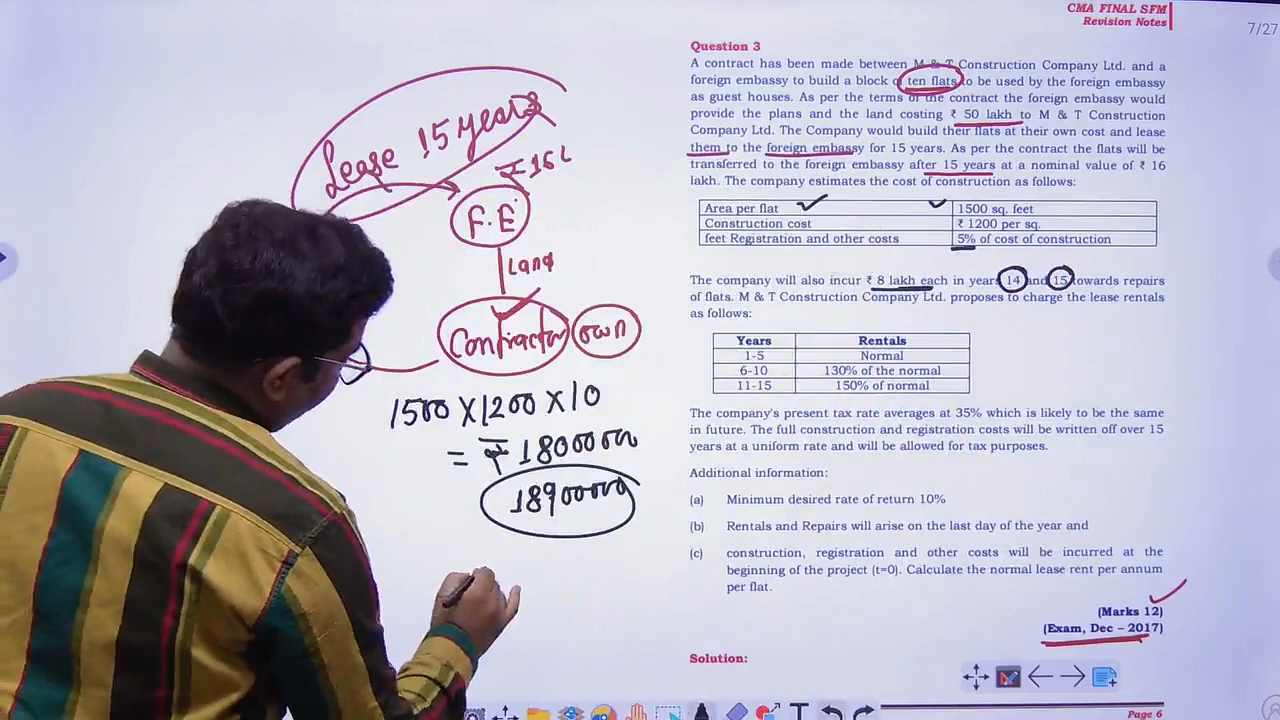 CMA FINAL SFM
Revision Notes
7/27
Question 3
A contract has been made between M & T Construction Company Ltd. and a
foreign embassy to build a block of ten flats to be used by the foreign embassy
as guest houses. As per the terms of the contract the foreign embassy would
provide the plans and the land costing ₹ 50 lakh to M & T Construction
Company Ltd. The Company would build their flats at their own cost and lease
them to the foreign embassy for 15 years. As per the contract the flats will be
transferred to the foreign embassy after 15 years at a nominal value of ₹ 16
lakh. The company estimates the cost of construction as follows:
Area per flat 1500 sq. feet
Construction cost ₹ 1200 per sq.
feet Registration and other costs 5% of cost of construction
The company will also incur ₹ 8 lakh each in years 14 and 15 towards repairs
of flats. M & T Construction Company Ltd. proposes to charge the lease rentals
as follows:
Years Rentals
1-5 Normal
6-10 130% of the normal
11-15 150% of normal
The company's present tax rate averages at 35% which is likely to be the same
in future. The full construction and registration costs will be written off over 15
years at a uniform rate and will be allowed for tax purposes.
Additional information:
(a) Minimum desired rate of return 10%
(b) Rentals and Repairs will arise on the last day of the year and
(c) construction, registration and other costs will be incurred at the
beginning of the project (t=0). Calculate the normal lease rent per annum
per flat.
(Marks 12)
(Exam, Dec – 2017)
Solution:
Page 6
Lease 15 years
₹16L
F.E
Land
Contractor own
1500 X 1200 X 10
= ₹ 18000000
18900000